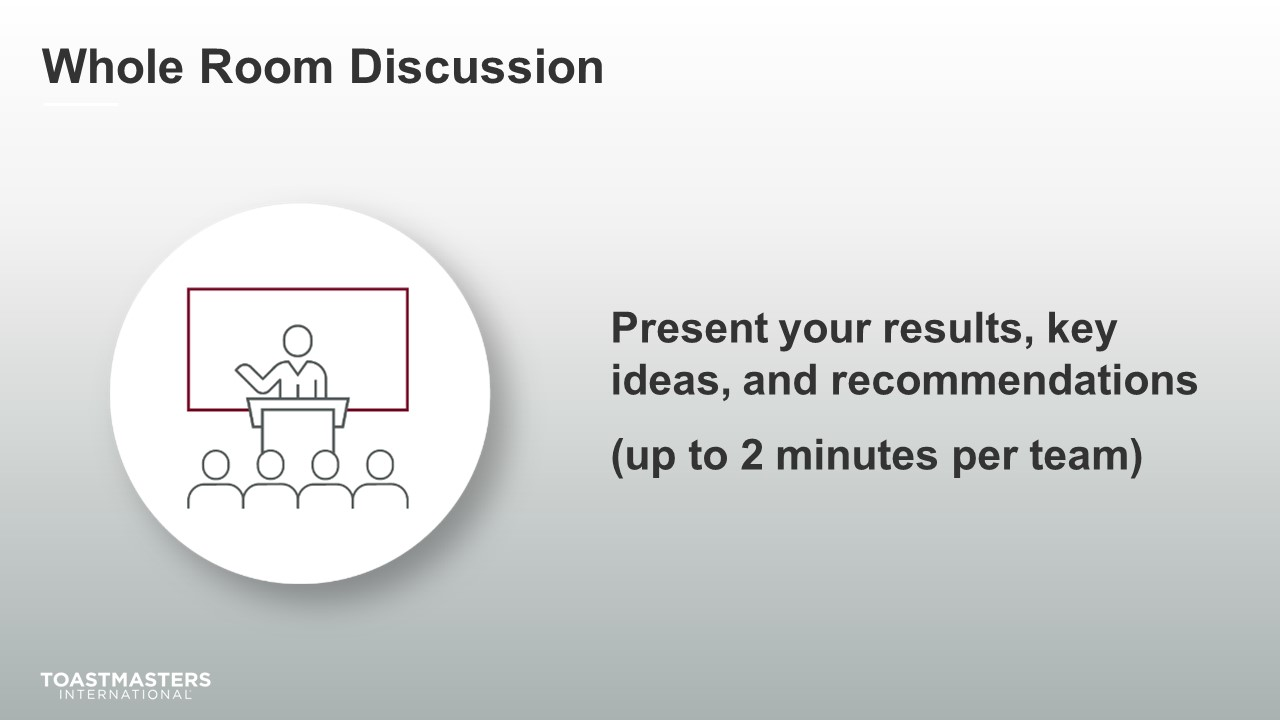 Whole Room Discussion
Present your results, key
ideas, and recommendations
(up to 2 minutes per team)
TOASTMASTERS
INTERNATIONAL